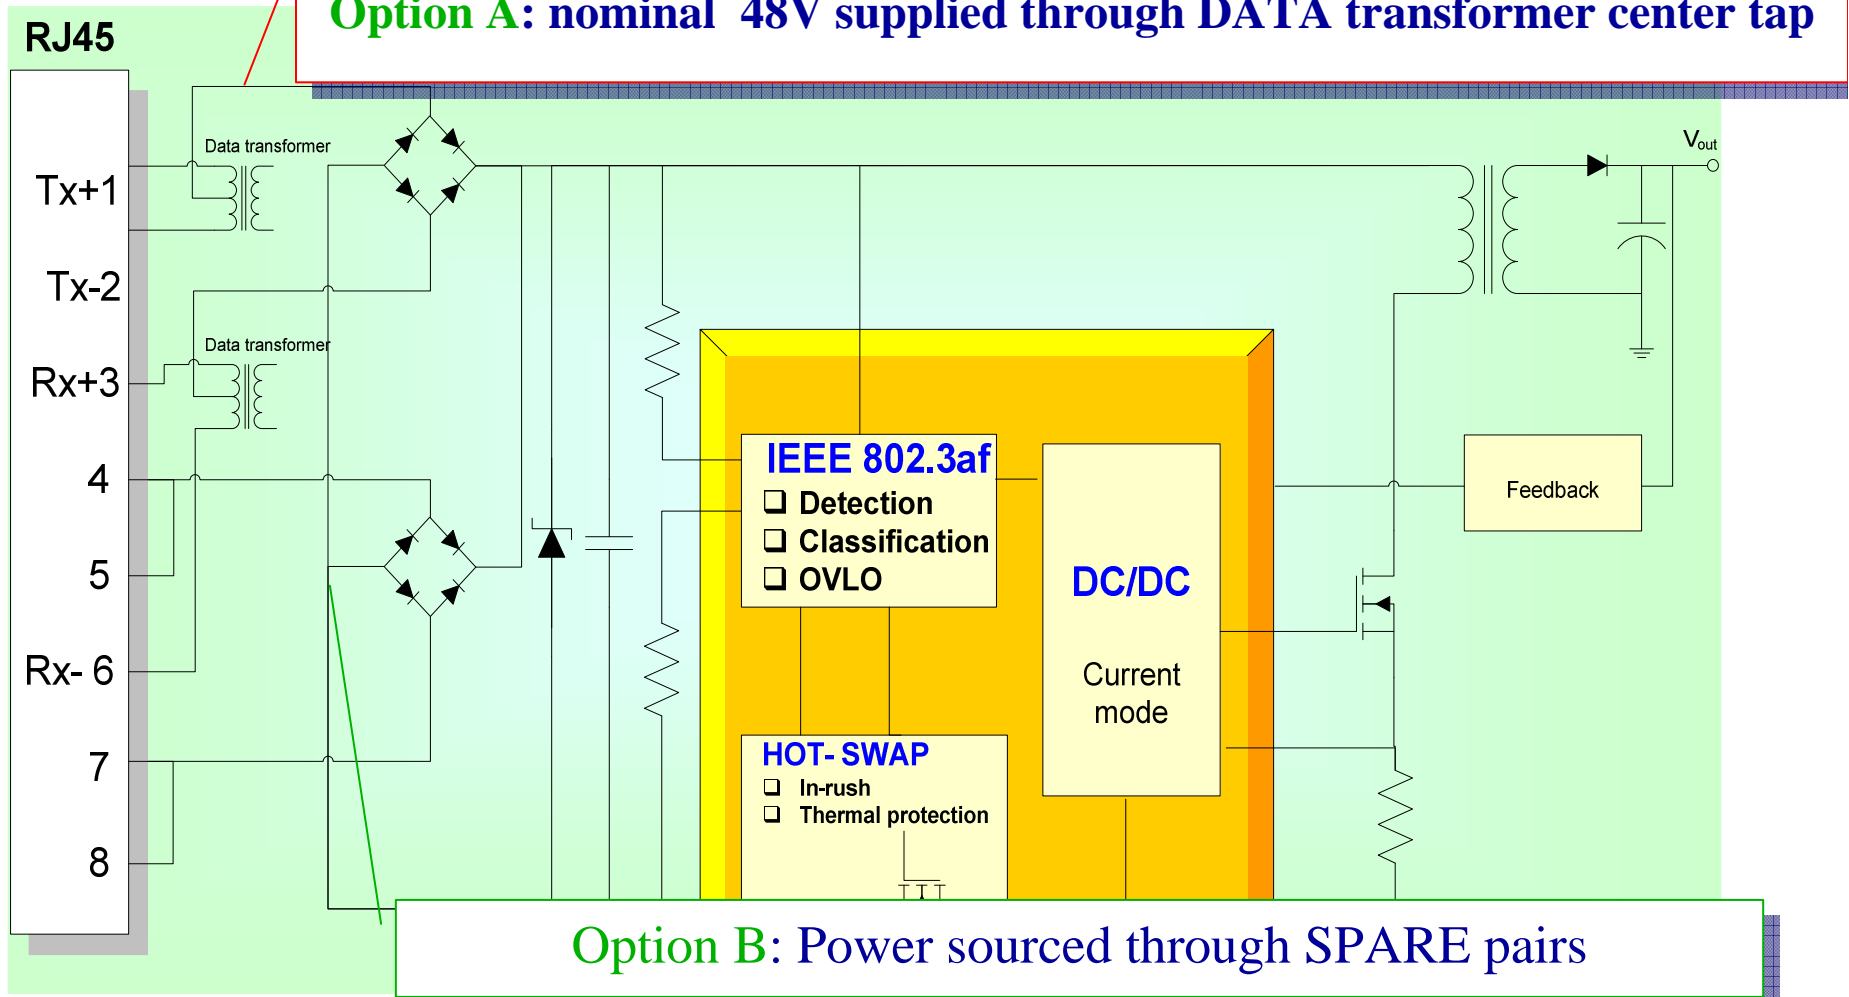 Option A: nominal 48V supplied through DATA transformer center tap
RJ45
Data transformer
Vout
Tx+1
Tx-2
Data transformer
Rx+3
IEEE 802.3af
❑ Detection
❑ Classification
❑ OVLO
4
5
Rx- 6
7
8
DC/DC
Current
mode
Feedback
HOT- SWAP
❑ In-rush
❑ Thermal protection
Option B: Power sourced through SPARE pairs